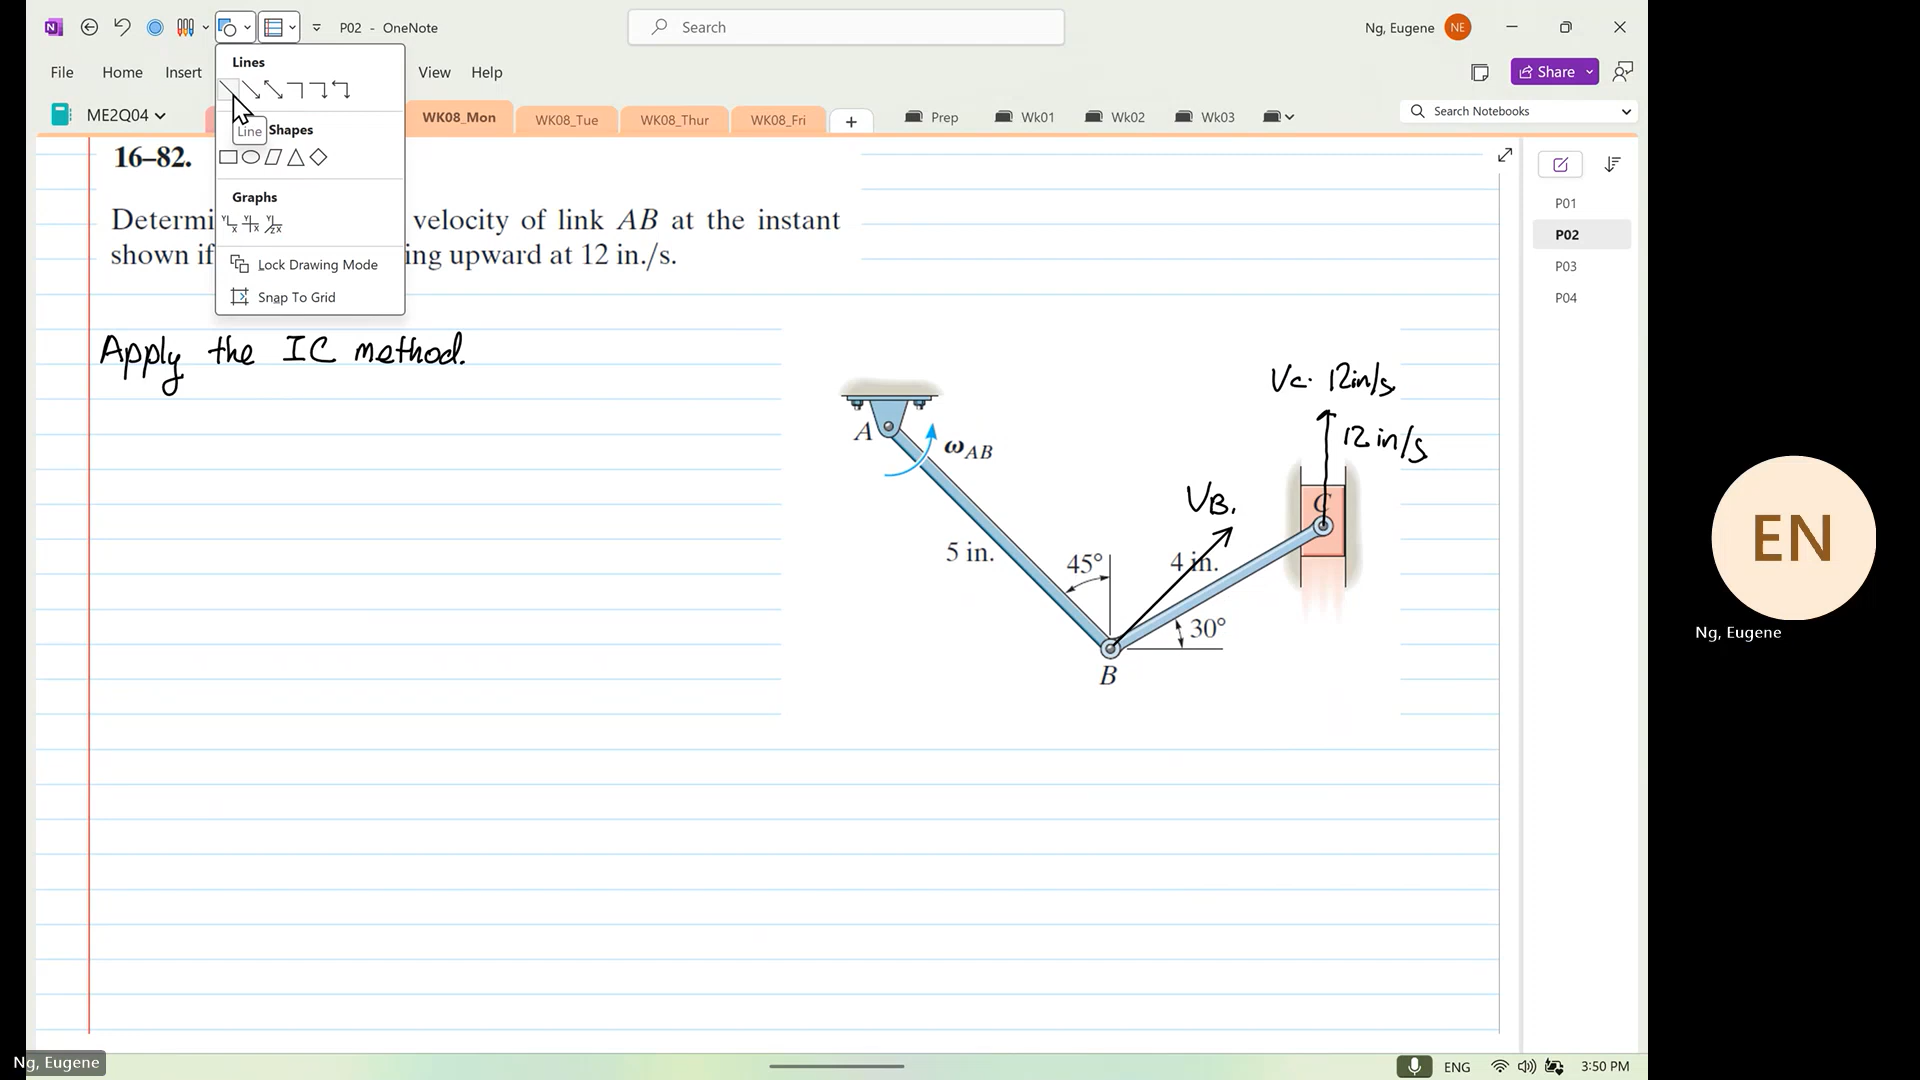 P02 - OneNote
Search
Ng, Eugene
NE
File
Home
Insert
View
Help
Share
Lines
Line
Shapes
Graphs
Lock Drawing Mode
Snap To Grid
ME2Q04
WK08_Mon
WK08_Tue
WK08_Thur
WK08_Fri
+
Prep
Wk01
Wk02
Wk03
Search Notebooks
P01
P02
P03
P04
16–82.
Determi velocity of link AB at the instant
shown if ing upward at 12 in./s.
Apply the IC method.
Vc. 12in/s
12 in/s
A
ωAB
VB.
C
5 in.
45°
4 in.
30°
B
EN
Ng, Eugene
Ng, Eugene
ENG
3:50 PM